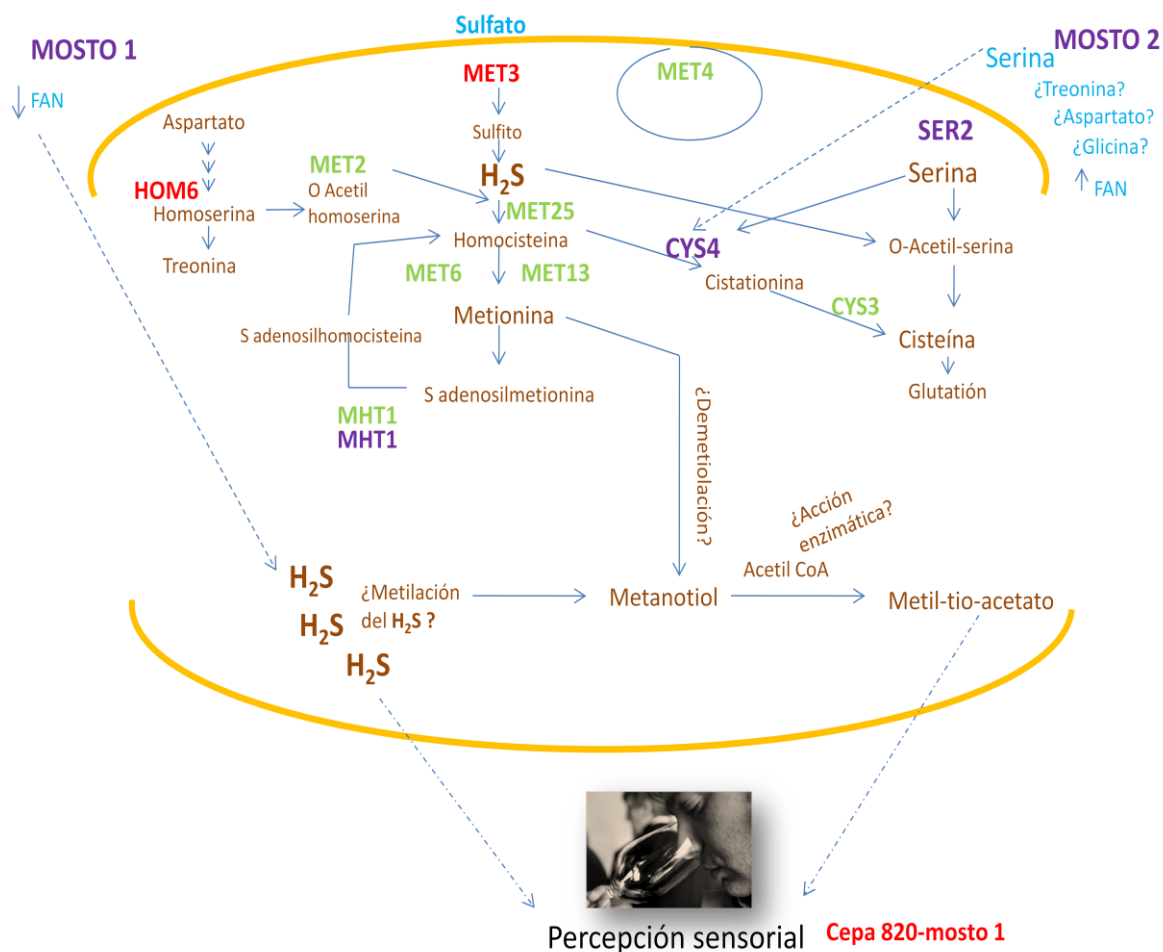 Sulfato
MOSTO 1
MOSTO 2
MET3
MET4
Serina
FAN
¿Treonina?
Aspartato
Sulfito
SER2
¿Aspartato?
¿Glicina?
MET2
H₂S
Serina
FAN
HOM6
O Acetil
homoserina
Homoserina
MET25
Homocisteina
CYS4
O-Acetil-serina
Treonina
MET6
MET13
Cistationina
CYS3
Metionina
S adenosilhomocisteina
Cisteína
S adenosilmetionina
Glutatión
MHT1
MHT1
¿Demetiolación?
¿Acción
enzimática?
H₂S
¿Metilación
del H₂S ?
Acetil CoA
Metanotiol
Metil-tio-acetato
H₂S
H₂S
Percepción sensorial
Cepa 820-mosto 1